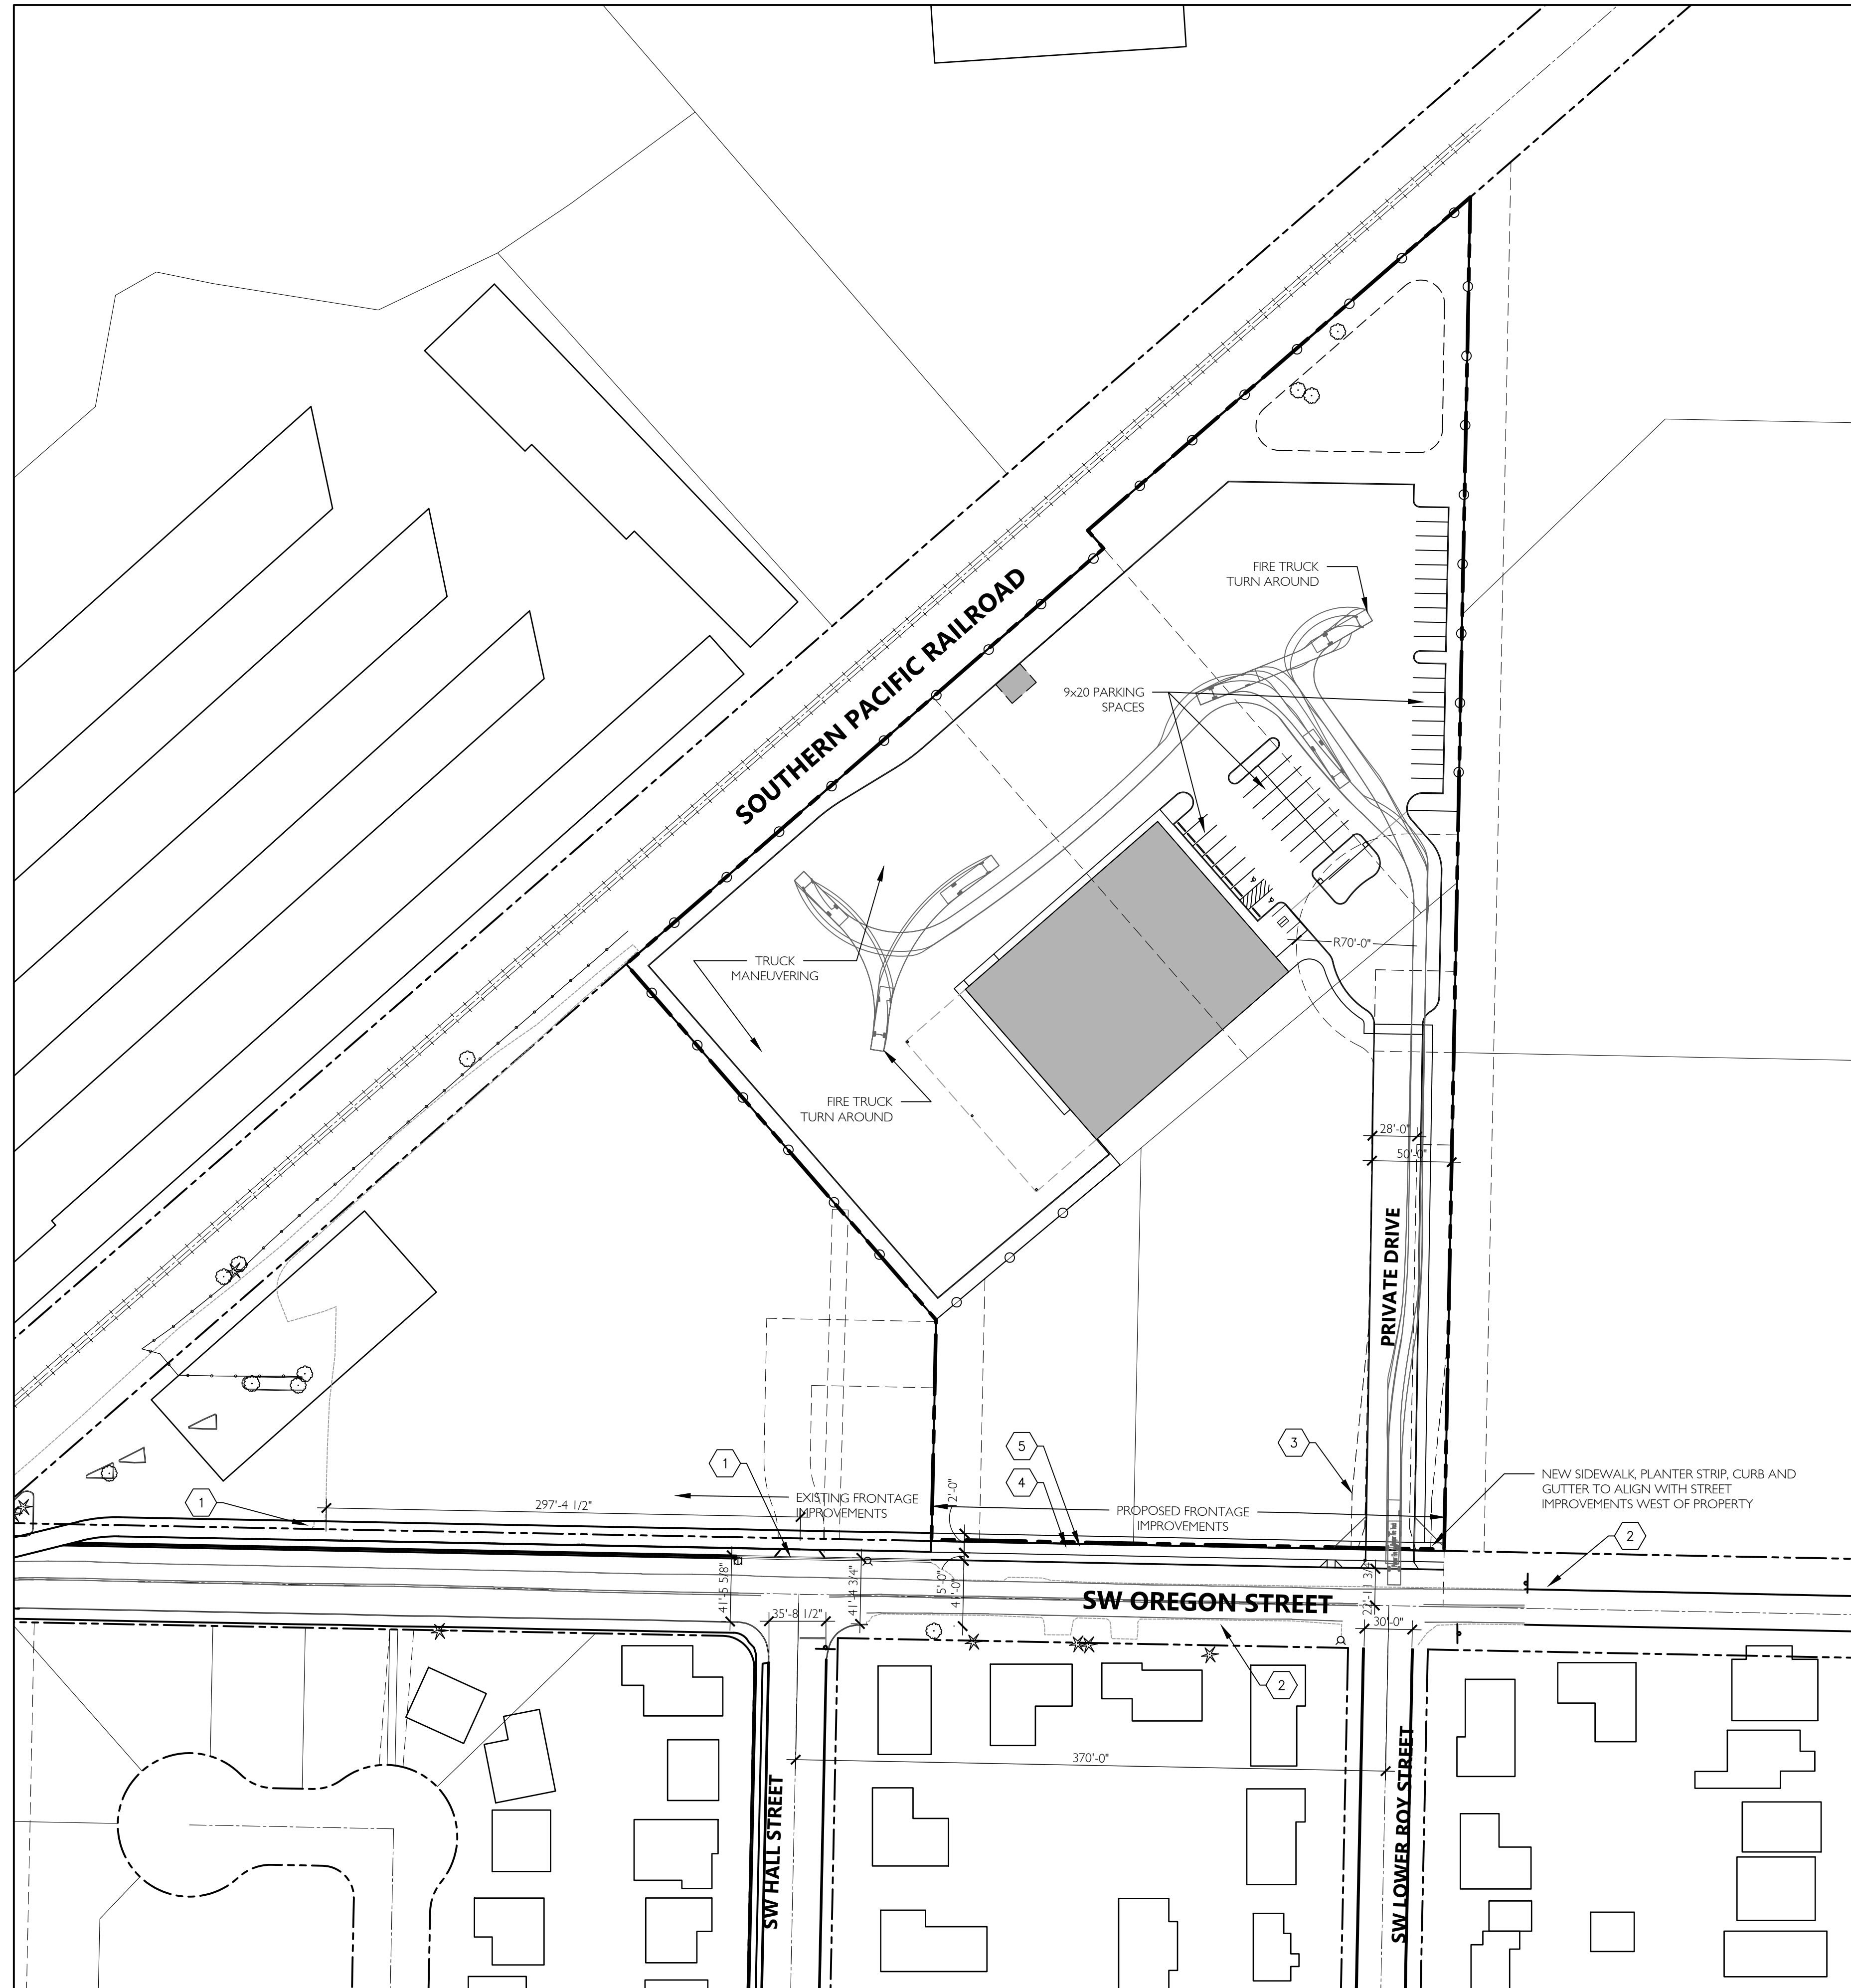 FIRE TRUCK
TURN AROUND
SOUTHERN PACIFIC RAILROAD
9x20 PARKING
SPACES
R70'-0"
TRUCK
MANEUVERING
FIRE TRUCK
TURN AROUND
28'-0"
50'-0"
PRIVATE DRIVE
5
3
1
4
NEW SIDEWALK, PLANTER STRIP, CURB AND
GUTTER TO ALIGN WITH STREET
IMPROVEMENTS WEST OF PROPERTY
1
297'-4 1/2"
EXISTING FRONTAGE
IMPROVEMENTS
PROPOSED FRONTAGE
IMPROVEMENTS
2
41'-5 5/8"
41'-4 3/4"
5'-0"
22'-11 3/4"
SW OREGON STREET
35'-8 1/2"
30'-0"
2
370'-0"
SW HALL STREET
SW LOWER ROY STREET